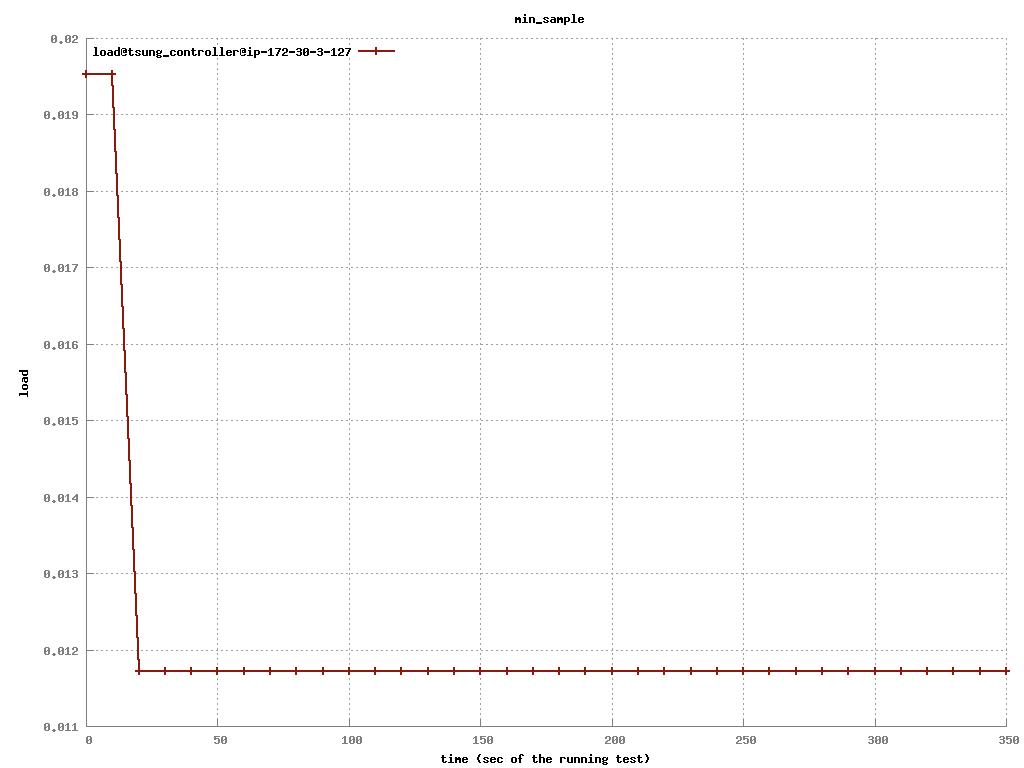 min_sample
load@tsung_controller@ip-172-30-3-127
0.02
0.019
0.018
0.017
0.016
0.015
0.014
0.013
0.012
0.011
load
0 50 100 150 200 250 300 350
time (sec of the running test)